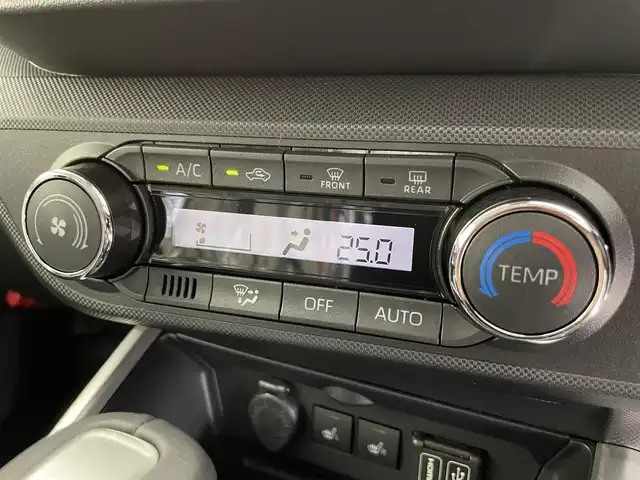 A/C
FRONT
REAR
25.0
TEMP
OFF
AUTO